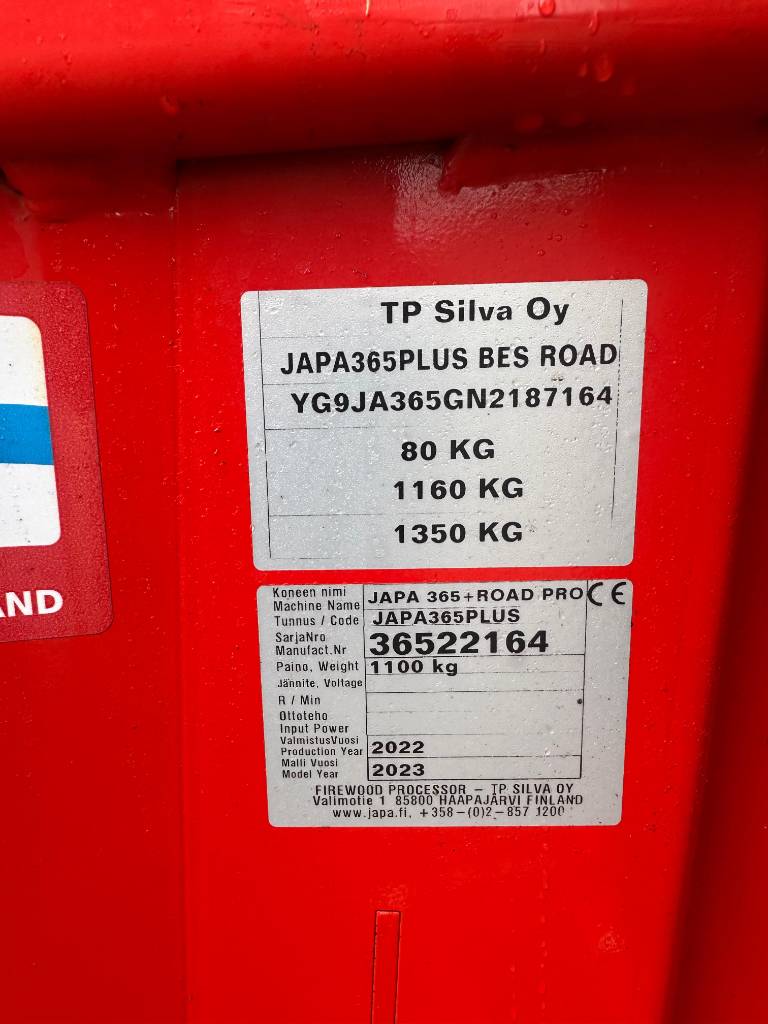 TP Silva Oy
JAPA365PLUS BES ROAD
YG9JA365GN2187164
80 KG
1160 KG
1350 KG
AND
Koneen nimi
Machine Name JAPA 365+ROAD PRO CE
Tunnus / Code JAPA365PLUS
SarjaNro
Manufact.Nr 36522164
Paino, Weight 1100 kg
Jännite, Voltage
R / Min
Ottoteho
Input Power
ValmistusVuosi
Production Year 2022
Malli Vuosi
Model Year 2023
FIREWOOD PROCESSOR – TP SILVA OY
Valimotie 1 85800 HAAPAJÄRVI FINLAND
www.japa.fi, +358–(0)2–857 1200